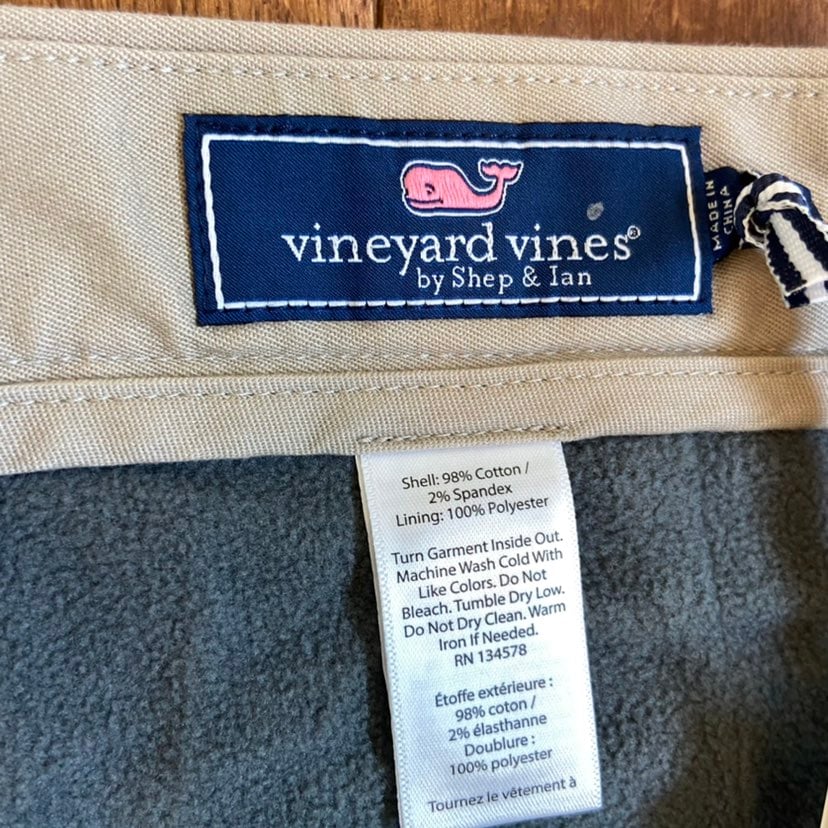 vineyard vines®
by Shep & Ian
MADE IN
CHINA
Shell: 98% Cotton /
2% Spandex
Lining: 100% Polyester
Turn Garment Inside Out.
Machine Wash Cold With
Like Colors. Do Not
Bleach. Tumble Dry Low.
Do Not Dry Clean. Warm
Iron If Needed.
RN 134578
Étoffe extérieure :
98% coton /
2% élasthanne
Doublure :
100% polyester
Tournez le vêtement à